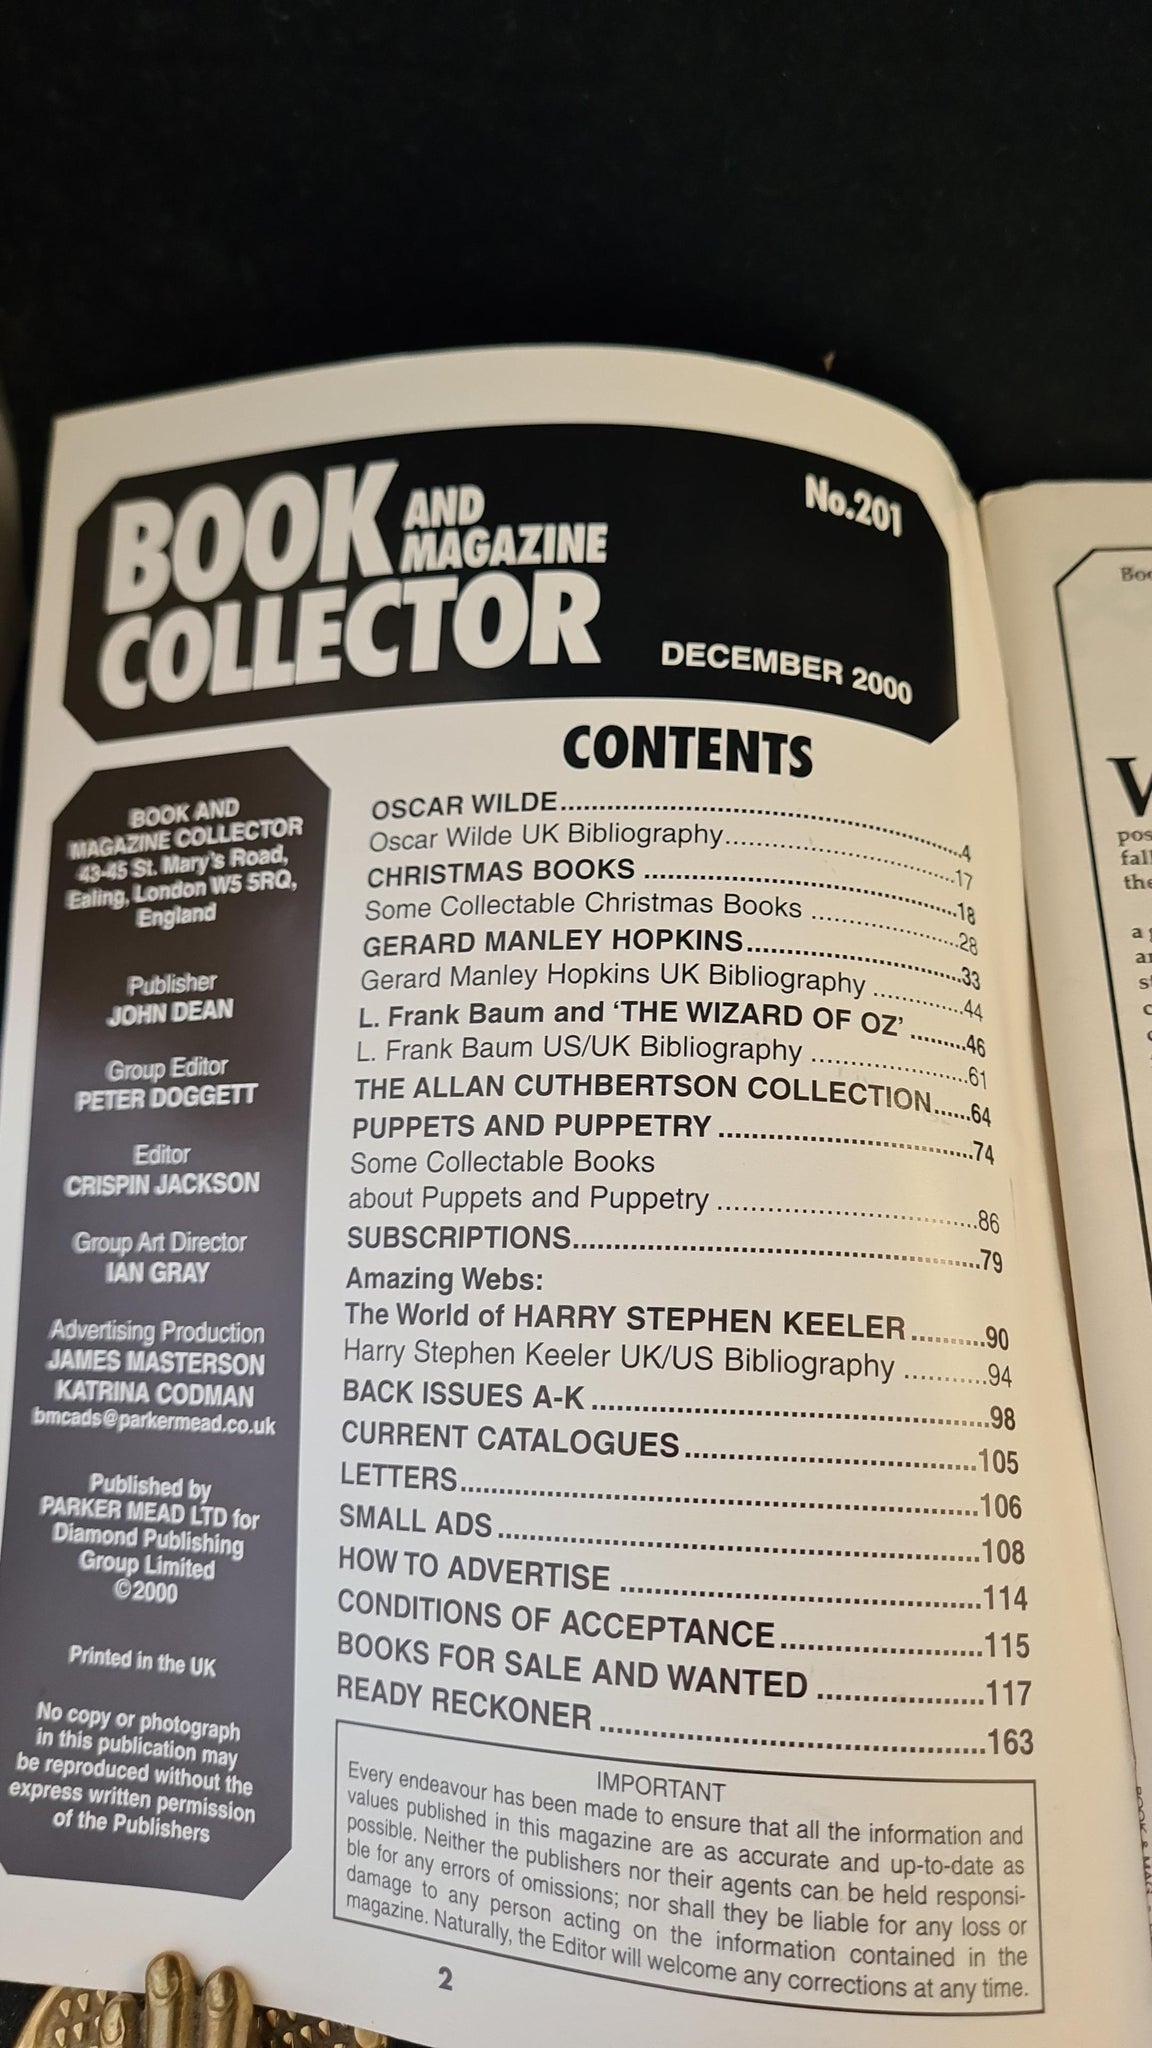 BOOK AND MAGAZINE COLLECTOR
No.201
DECEMBER 2000
CONTENTS
OSCAR WILDE..........4
Oscar Wilde UK Bibliography..........17
CHRISTMAS BOOKS ..........18
Some Collectable Christmas Books ..........28
GERARD MANLEY HOPKINS..........33
Gerard Manley Hopkins UK Bibliography ..........44
L. Frank Baum and ‘THE WIZARD OF OZ’ ..........46
L. Frank Baum US/UK Bibliography ..........61
THE ALLAN CUTHBERTSON COLLECTION......64
PUPPETS AND PUPPETRY ..........74
Some Collectable Books
about Puppets and Puppetry ..........86
SUBSCRIPTIONS..........79
Amazing Webs:
The World of HARRY STEPHEN KEELER ..........90
Harry Stephen Keeler UK/US Bibliography ..........94
BACK ISSUES A-K ..........98
CURRENT CATALOGUES..........105
LETTERS..........106
SMALL ADS ..........108
HOW TO ADVERTISE ..........114
CONDITIONS OF ACCEPTANCE..........115
BOOKS FOR SALE AND WANTED ..........117
READY RECKONER ..........163
BOOK AND
MAGAZINE COLLECTOR
43-45 St. Mary's Road,
Ealing, London W5 5RQ,
England
Publisher
JOHN DEAN
Group Editor
PETER DOGGETT
Editor
CRISPIN JACKSON
Group Art Director
IAN GRAY
Advertising Production
JAMES MASTERSON
KATRINA CODMAN
bmcads@parkermead.co.uk
Published by
PARKER MEAD LTD for
Diamond Publishing
Group Limited
©2000
Printed in the UK
No copy or photograph
in this publication may
be reproduced without the
express written permission
of the Publishers
IMPORTANT
Every endeavour has been made to ensure that all the information and
values published in this magazine are as accurate and up-to-date as
possible. Neither the publishers nor their agents can be held responsi-
ble for any errors of omissions; nor shall they be liable for any loss or
damage to any person acting on the information contained in the
magazine. Naturally, the Editor will welcome any corrections at any time.
2